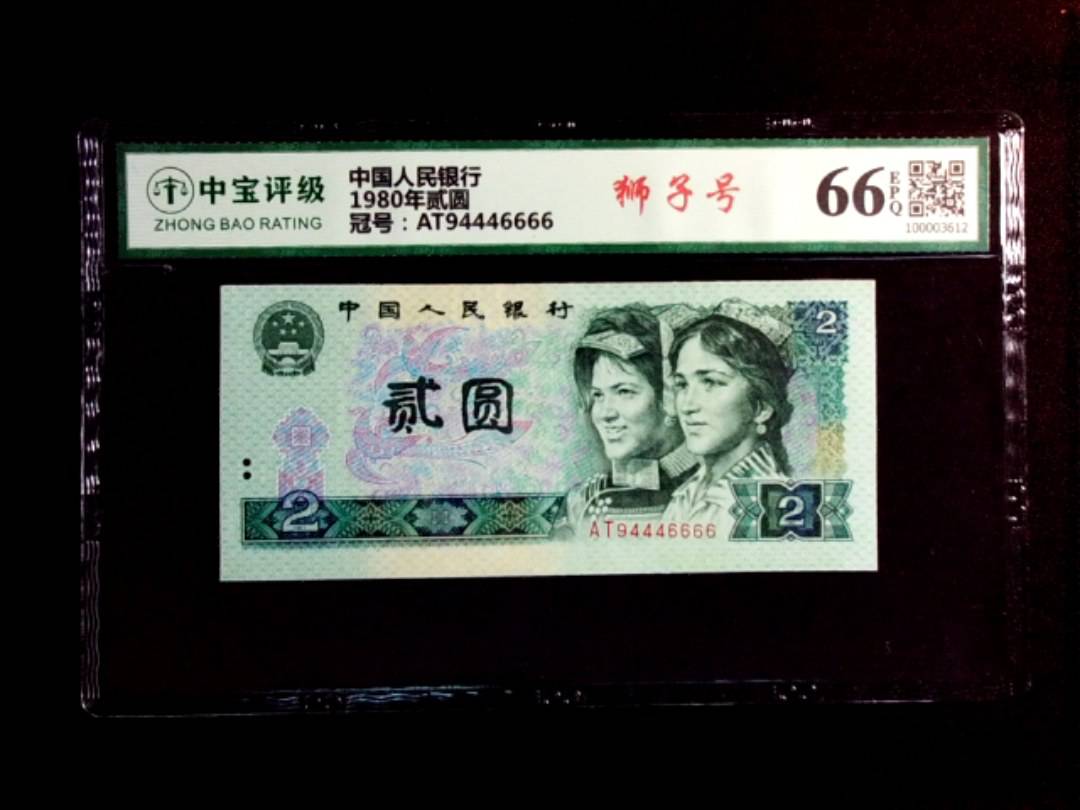 中宝评级
ZHONG BAO RATING
中国人民银行
1980年贰圆
冠号：AT94446666
狮子号
66
EPQ
100003612
中国人民银行
2
贰圆
2
AT94446666
2